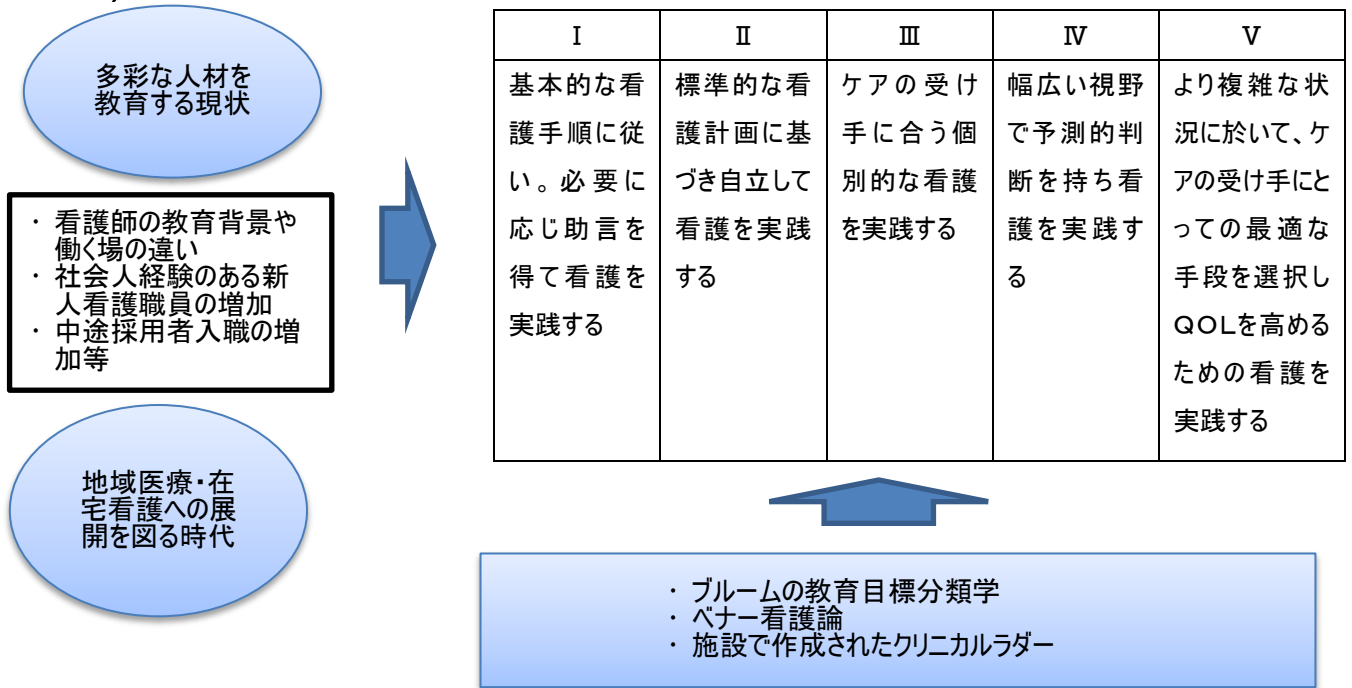 多彩な人材を
教育する現状
・ 看護師の教育背景や
働く場の違い
・ 社会人経験のある新
人看護職員の増加
・ 中途採用者入職の増
加等
地域医療・在
宅看護への展
開を図る時代
Ⅰ
基本的な看
護手順に従
い。必要に
応じ助言を
得て看護を
実践する
Ⅱ
標準的な看
護計画に基
づき自立して
看護を実践
する
Ⅲ
ケアの受け
手に合う個
別的な看護
を実践する
Ⅳ
幅広い視野
で予測的判
断を持ち看
護を実践す
る
Ⅴ
より複雑な状
況に於いて、ケ
アの受け手にと
っての最適な
手段を選択し
QOLを高める
ための看護を
実践する
・ ブルームの教育目標分類学
・ ベナー看護論
・ 施設で作成されたクリニカルラダー